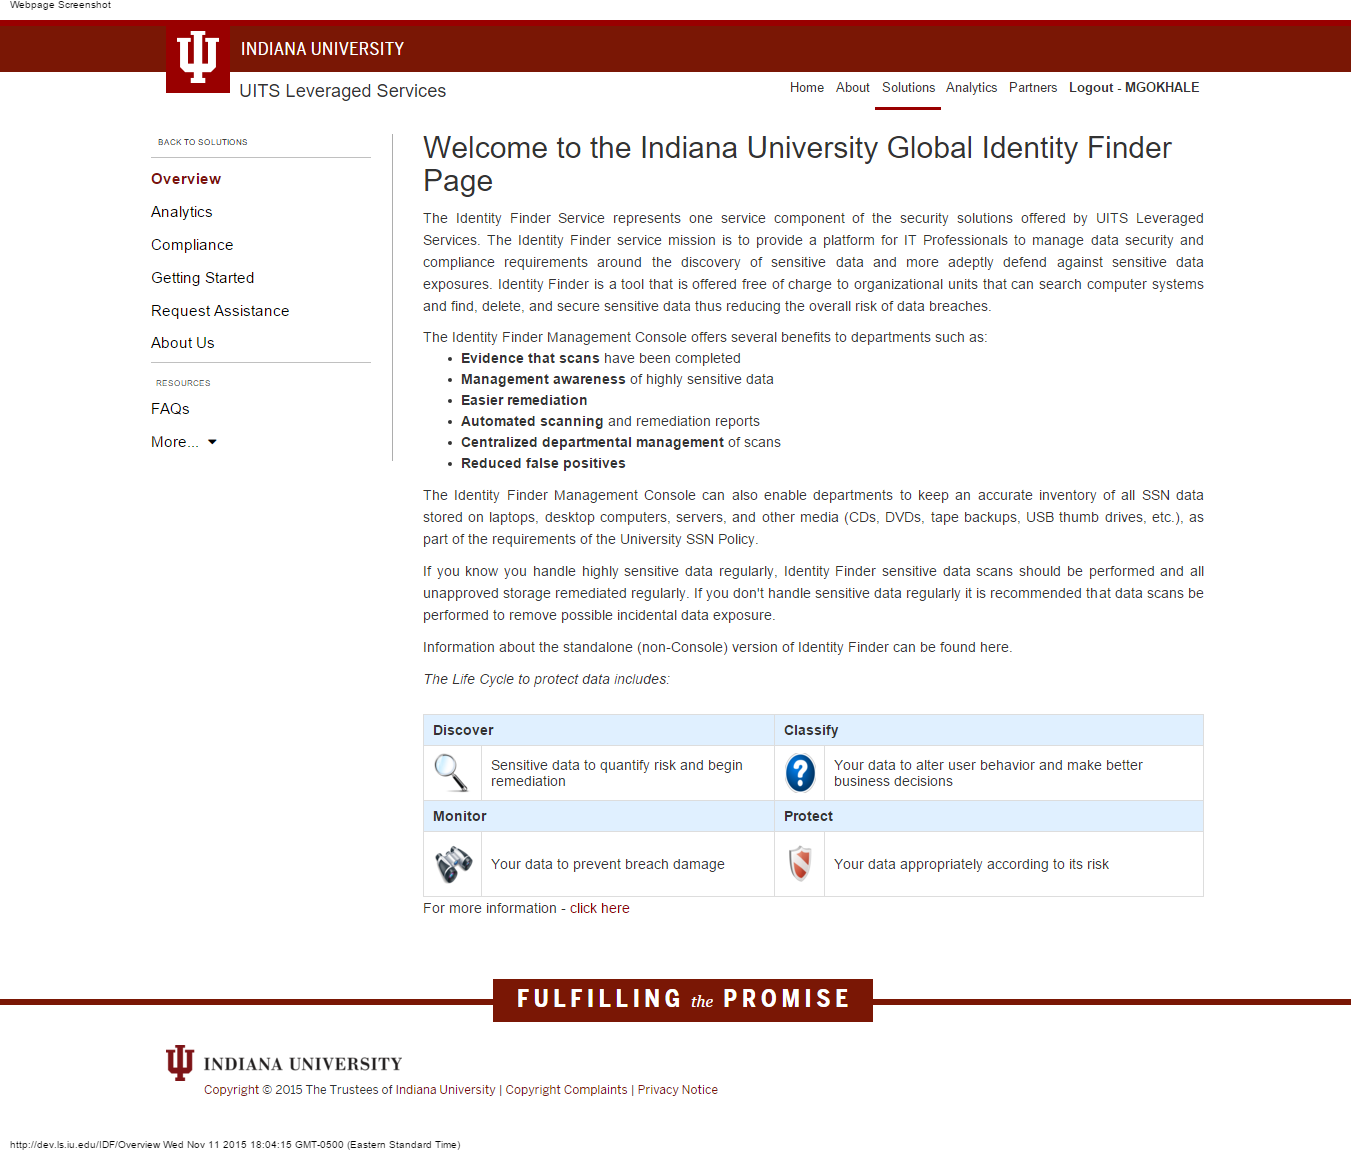 Webpage Screenshot
INDIANA UNIVERSITY
UITS Leveraged Services
Home About Solutions Analytics Partners Logout - MGOKHALE
BACK TO SOLUTIONS
Overview
Analytics
Compliance
Getting Started
Request Assistance
About Us
RESOURCES
FAQs
More...
Welcome to the Indiana University Global Identity Finder
Page
The Identity Finder Service represents one service component of the security solutions offered by UITS Leveraged
Services. The Identity Finder service mission is to provide a platform for IT Professionals to manage data security and
compliance requirements around the discovery of sensitive data and more adeptly defend against sensitive data
exposures. Identity Finder is a tool that is offered free of charge to organizational units that can search computer systems
and find, delete, and secure sensitive data thus reducing the overall risk of data breaches.
The Identity Finder Management Console offers several benefits to departments such as:
• Evidence that scans have been completed
• Management awareness of highly sensitive data
• Easier remediation
• Automated scanning and remediation reports
• Centralized departmental management of scans
• Reduced false positives
The Identity Finder Management Console can also enable departments to keep an accurate inventory of all SSN data
stored on laptops, desktop computers, servers, and other media (CDs, DVDs, tape backups, USB thumb drives, etc.), as
part of the requirements of the University SSN Policy.
If you know you handle highly sensitive data regularly, Identity Finder sensitive data scans should be performed and all
unapproved storage remediated regularly. If you don't handle sensitive data regularly it is recommended that data scans be
performed to remove possible incidental data exposure.
Information about the standalone (non-Console) version of Identity Finder can be found here.
The Life Cycle to protect data includes:
Discover
Classify
Sensitive data to quantify risk and begin
remediation
Your data to alter user behavior and make better
business decisions
Monitor
Protect
Your data to prevent breach damage
Your data appropriately according to its risk
For more information - click here
FULFILLING the PROMISE
INDIANA UNIVERSITY
Copyright © 2015 The Trustees of Indiana University | Copyright Complaints | Privacy Notice
http://dev.ls.iu.edu/IDF/Overview Wed Nov 11 2015 18:04:15 GMT-0500 (Eastern Standard Time)